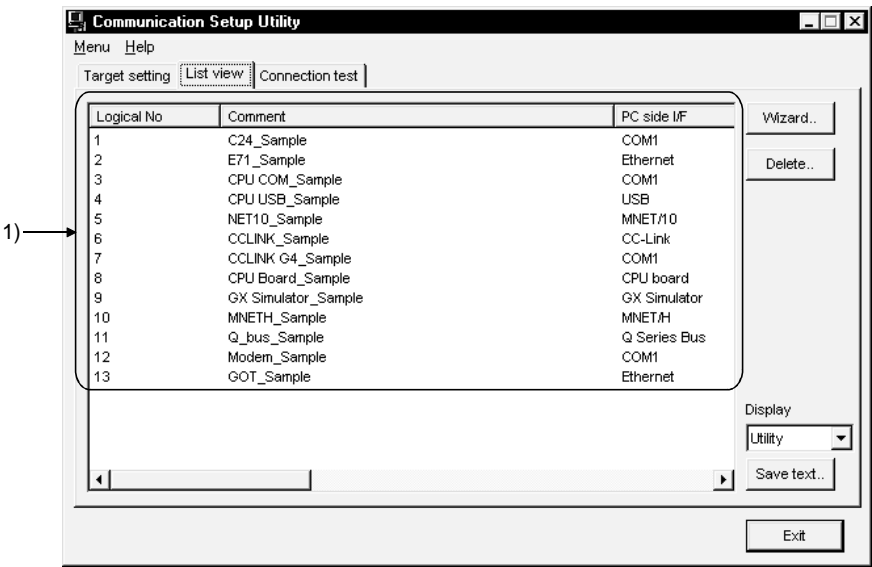 Communication Setup Utility
Menu Help
Target setting List view Connection test
Logical No Comment PC side I/F
1 C24_Sample COM1
2 E71_Sample Ethernet
3 CPU COM_Sample COM1
4 CPU USB_Sample USB
5 NET10_Sample MNET/10
6 CCLINK_Sample CC-Link
7 CCLINK G4_Sample COM1
8 CPU Board_Sample CPU board
9 GX Simulator_Sample GX Simulator
10 MNETH_Sample MNET/H
11 Q_bus_Sample Q Series Bus
12 Modem_Sample COM1
13 GOT_Sample Ethernet
1)
Wizard..
Delete..
Display
Utility
Save text..
Exit